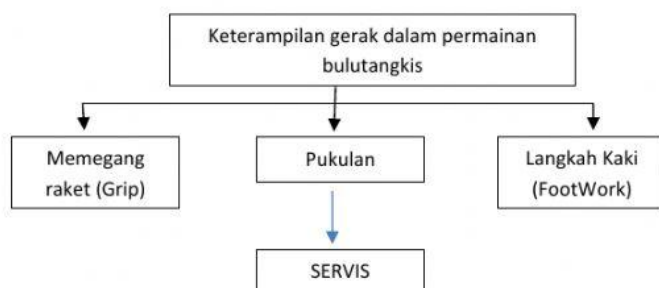 Keterampilan gerak dalam permainan
bulutangkis
Memegang
raket (Grip)
Pukulan
Langkah Kaki
(FootWork)
SERVIS